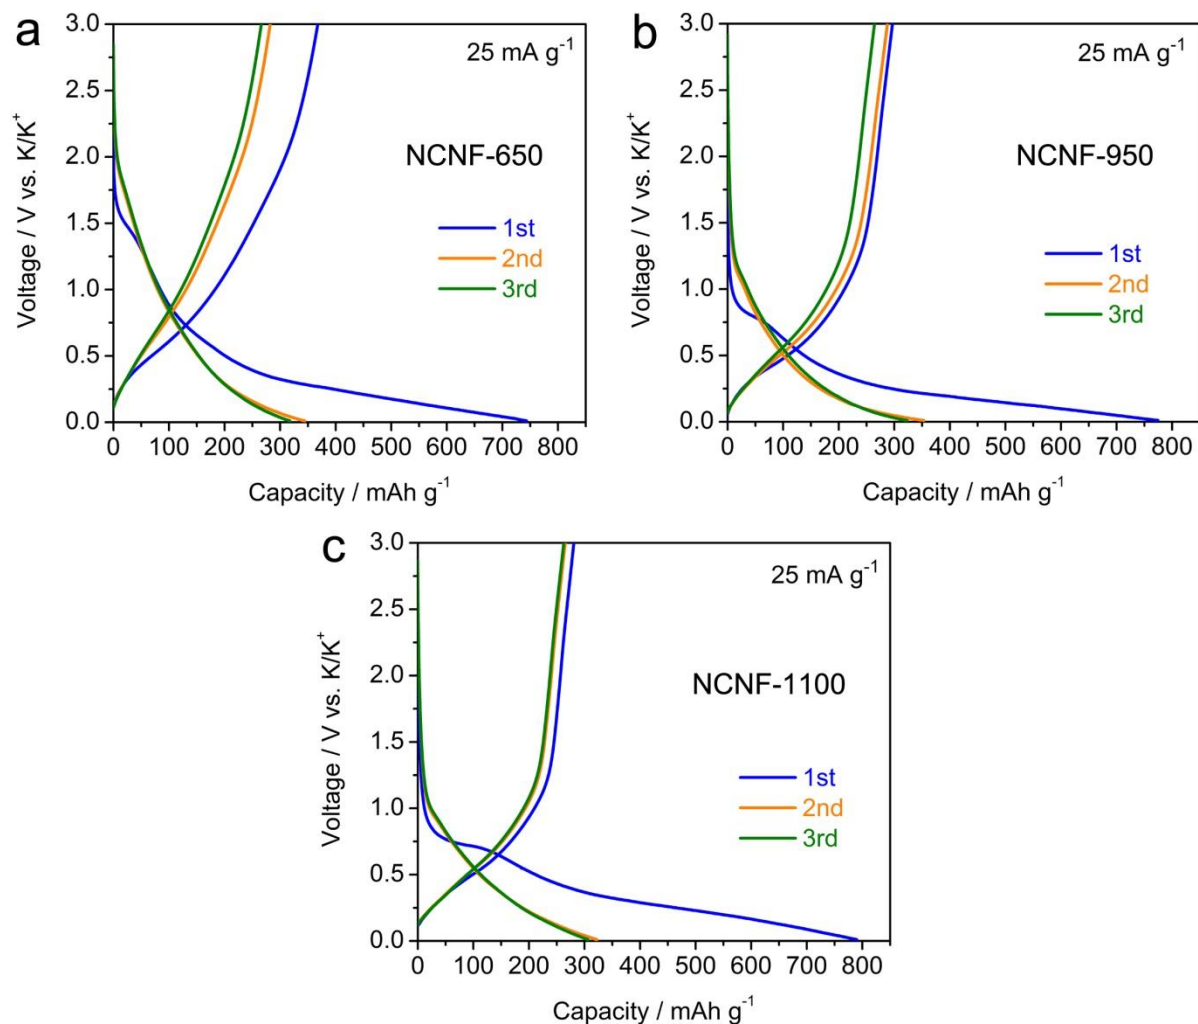 a
3.0
25 mA g⁻¹
2.5
NCNF-650
2.0
1.5
1st
2nd
1.0
3rd
0.5
0.0
0 100 200 300 400 500 600 700 800
Voltage / V vs. K/K⁺
Capacity / mAh g⁻¹
b
3.0
25 mA g⁻¹
2.5
NCNF-950
2.0
1.5
1st
2nd
1.0
3rd
0.5
0.0
0 100 200 300 400 500 600 700 800
Voltage / V vs. K/K⁺
Capacity / mAh g⁻¹
c
3.0
25 mA g⁻¹
2.5
2.0
NCNF-1100
1.5
1st
2nd
1.0
3rd
0.5
0.0
0 100 200 300 400 500 600 700 800
Voltage / V vs. K/K⁺
Capacity / mAh g⁻¹